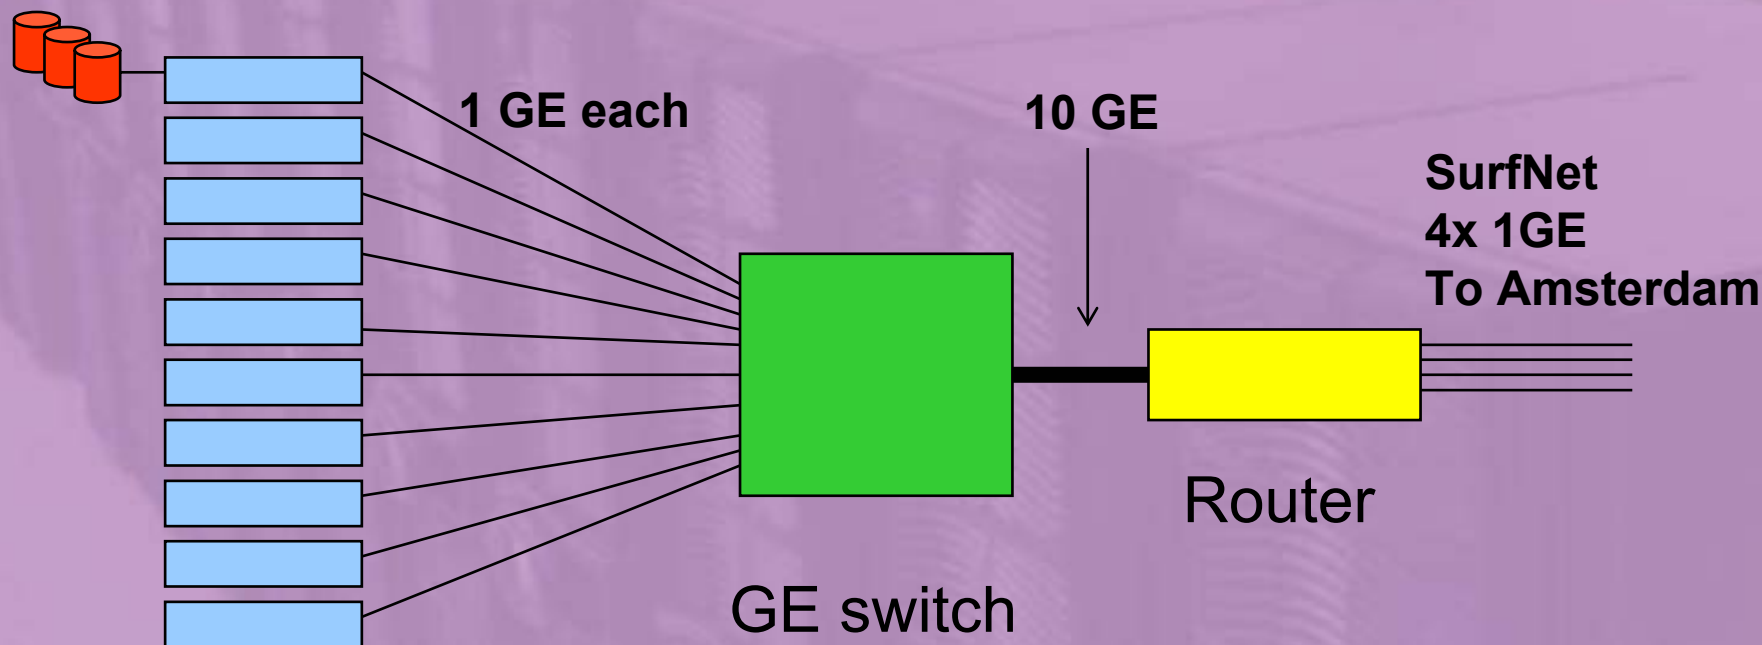 1 GE each
10 GE
SurfNet
4x 1GE
To Amsterdam
Router
GE switch